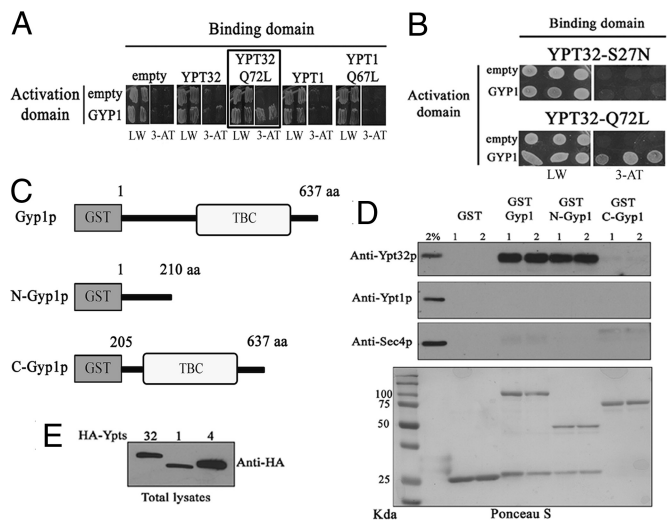 A
Binding domain
empty YPT32 YPT32 Q72L YPT1 YPT1 Q67L
Activation domain
empty
GYP1
LW 3-AT LW 3-AT LW 3-AT LW 3-AT LW 3-AT
B
Binding domain
YPT32-S27N
Activation domain
empty
GYP1
YPT32-Q72L
empty
GYP1
LW 3-AT
C
1 637 aa
Gyp1p GST TBC
1 210 aa
N-Gyp1p GST
205 637 aa
C-Gyp1p GST TBC
D
GST GST Gyp1 GST N-Gyp1 GST C-Gyp1
2% 1 2 1 2 1 2 1 2
Anti-Ypt32p
Anti-Ypt1p
Anti-Sec4p
100
75
50
25
Kda Ponceau S
E
HA-Ypts 32 1 4
Anti-HA
Total lysates